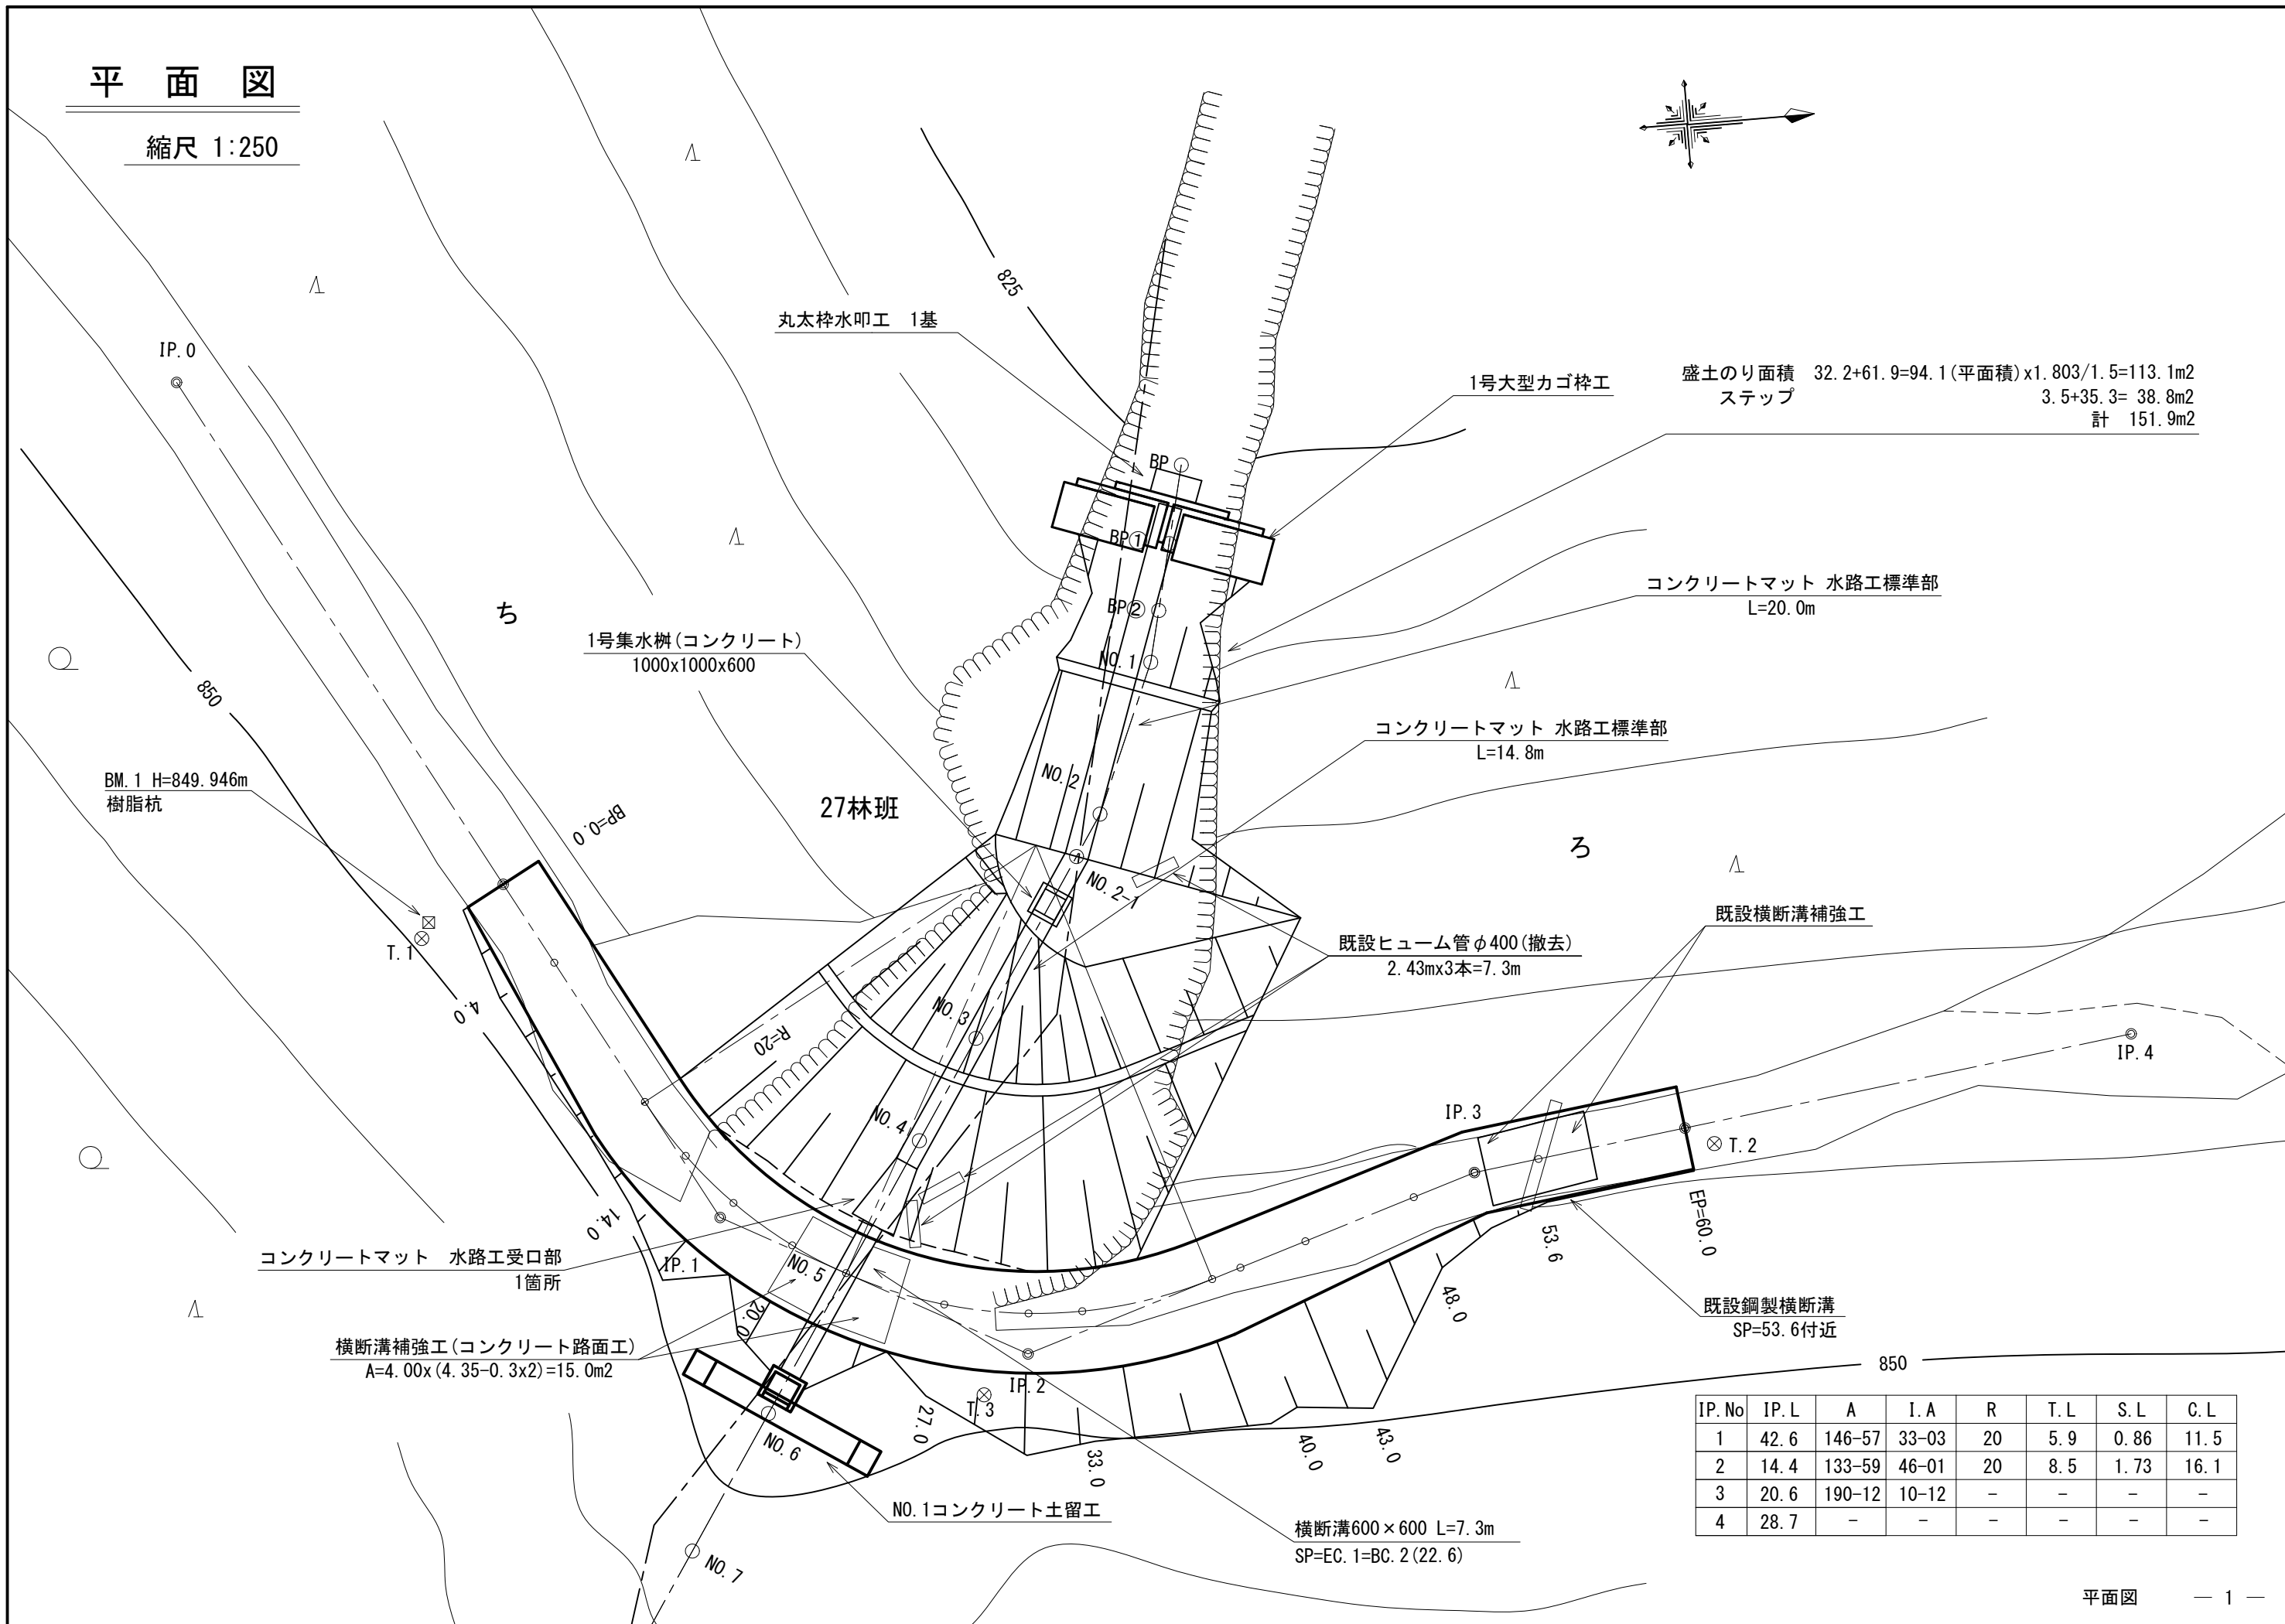 平　面　図
縮尺 1:250
IP.0
825
丸太枠水叩工　1基
1号大型カゴ枠工
盛土のり面積　32.2+61.9=94.1(平面積)x1.803/1.5=113.1m2
ステップ　3.5+35.3= 38.8m2
計　151.9m2
BP
BP①
BP②
NO.1
コンクリートマット 水路工標準部
L=20.0m
ち
1号集水桝(コンクリート)
1000x1000x600
850
コンクリートマット 水路工標準部
L=14.8m
NO.2
BM.1 H=849.946m
樹脂杭
BP=0.0
27林班
ろ
NO.2-1
既設横断溝補強工
T.1
既設ヒューム管φ400(撤去)
2.43mx3本=7.3m
4.0
NO.3
R=20
IP.4
NO.4
IP.3
T.2
14.0
EP=60.0
53.6
コンクリートマット　水路工受口部
1箇所
IP.1
NO.5
20.0
48.0
既設鋼製横断溝
SP=53.6付近
横断溝補強工(コンクリート路面工)
A=4.00x(4.35-0.3x2)=15.0m2
850
IP.2
T.3
27.0
NO.6
33.0
40.0
43.0
NO.1コンクリート土留工
横断溝600×600 L=7.3m
SP=EC.1=BC.2(22.6)
NO.7
IP.No IP.L A I.A R T.L S.L C.L
1 42.6 146-57 33-03 20 5.9 0.86 11.5
2 14.4 133-59 46-01 20 8.5 1.73 16.1
3 20.6 190-12 10-12 - - - -
4 28.7 - - - - - -
平面図　― 1 ―